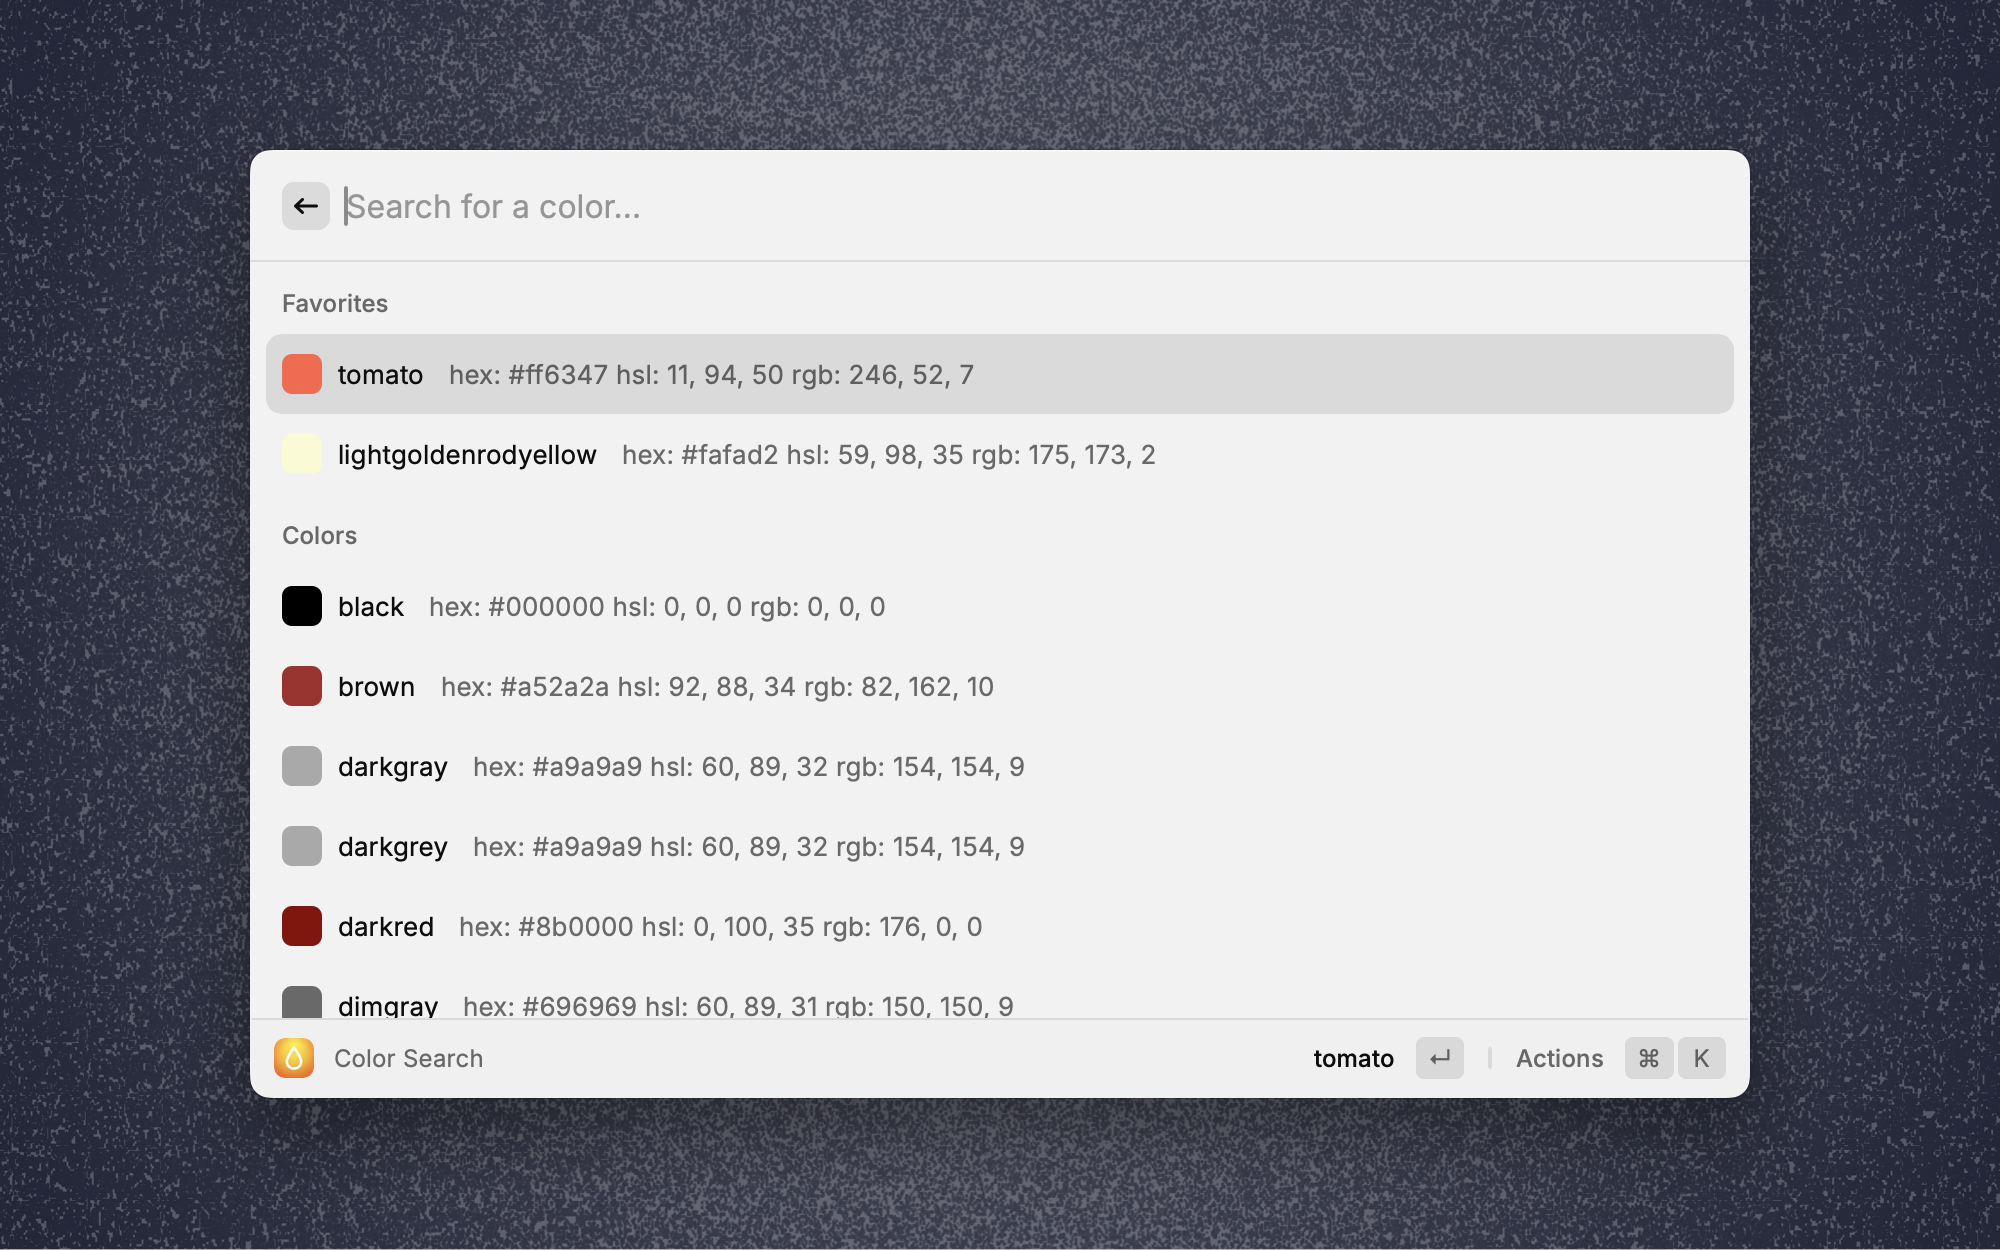 Search for a color...
Favorites
tomato hex: #ff6347 hsl: 11, 94, 50 rgb: 246, 52, 7
lightgoldenrodyellow hex: #fafad2 hsl: 59, 98, 35 rgb: 175, 173, 2
Colors
black hex: #000000 hsl: 0, 0, 0 rgb: 0, 0, 0
brown hex: #a52a2a hsl: 92, 88, 34 rgb: 82, 162, 10
darkgray hex: #a9a9a9 hsl: 60, 89, 32 rgb: 154, 154, 9
darkgrey hex: #a9a9a9 hsl: 60, 89, 32 rgb: 154, 154, 9
darkred hex: #8b0000 hsl: 0, 100, 35 rgb: 176, 0, 0
dimgray hex: #696969 hsl: 60, 89, 31 rgb: 150, 150, 9
Color Search tomato ↵ Actions ⌘ K